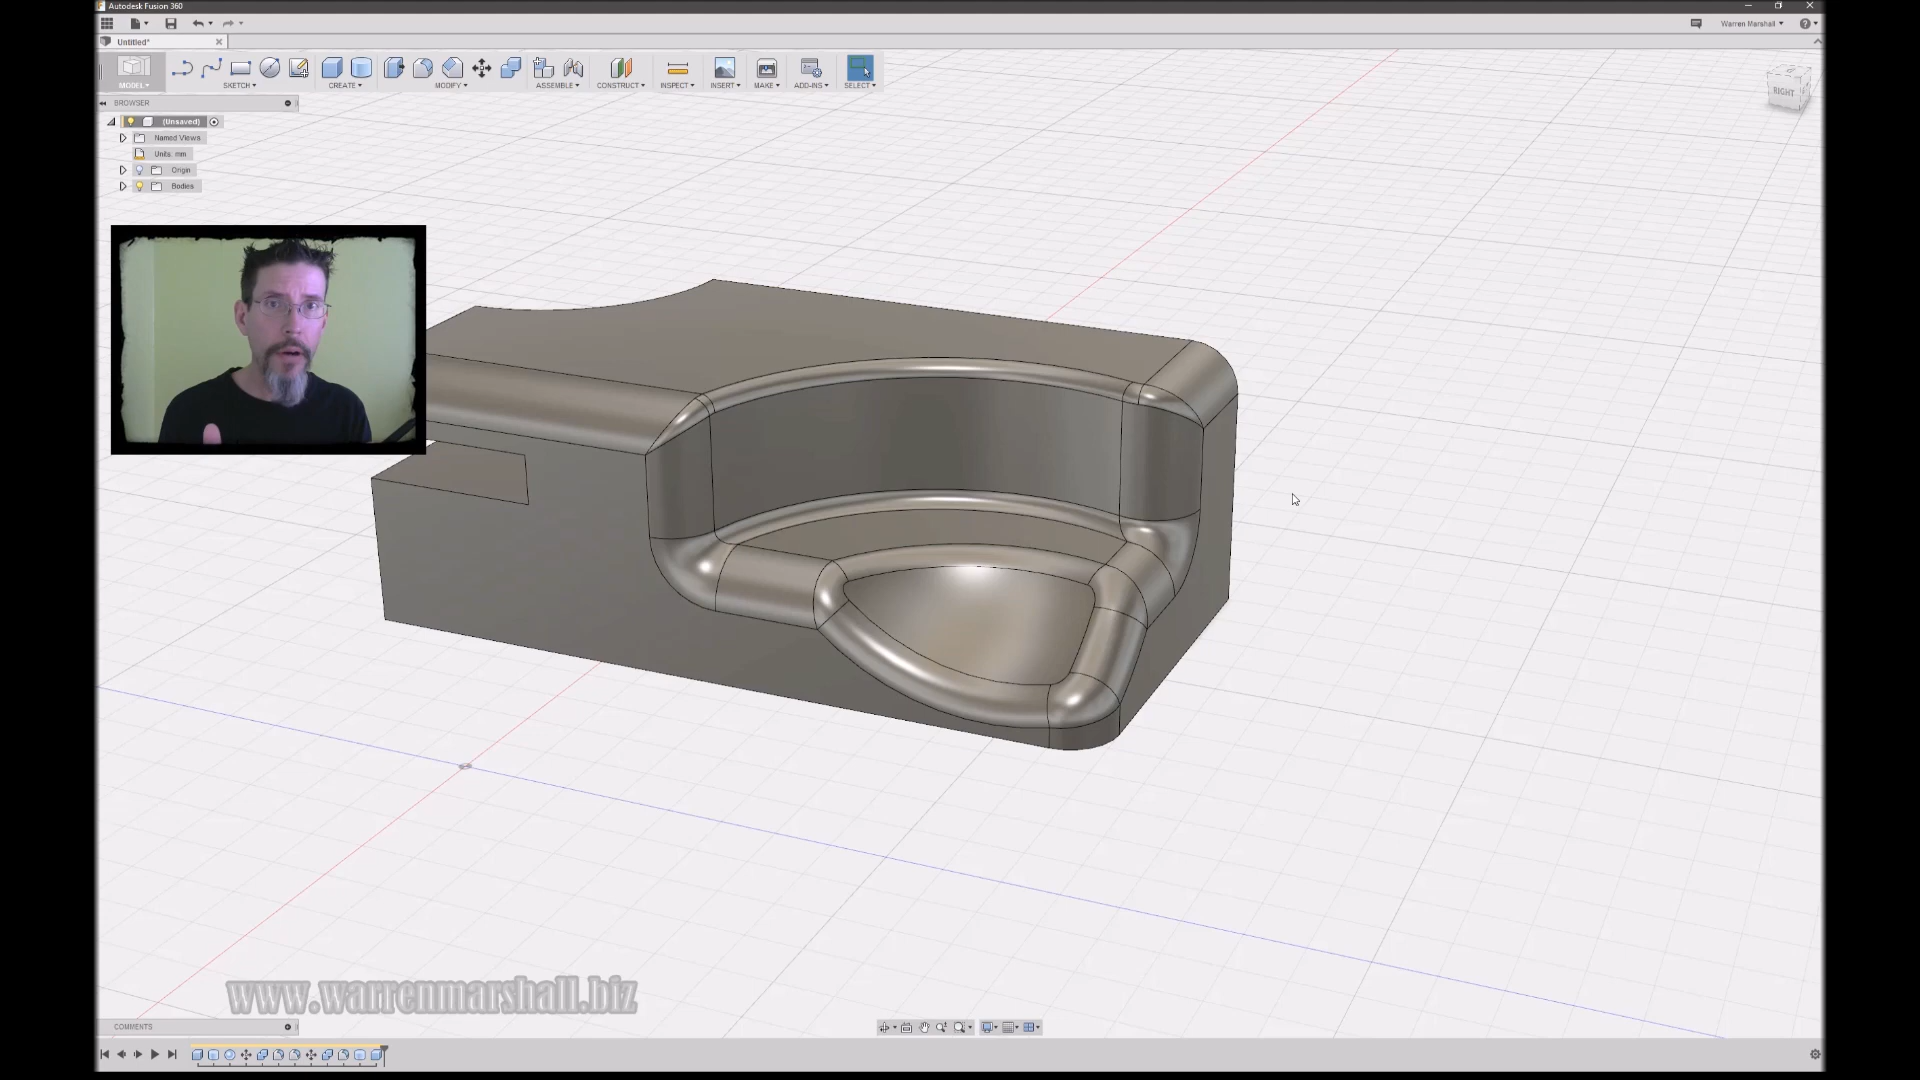 Autodesk Fusion 360
Warren Marshall
Untitled*
MODEL
SKETCH
CREATE
MODIFY
ASSEMBLE
CONSTRUCT
INSPECT
INSERT
MAKE
ADD-INS
SELECT
RIGHT
BROWSER
(Unsaved)
Named Views
Units: mm
Origin
Bodies
www.warrenmarshall.biz
COMMENTS